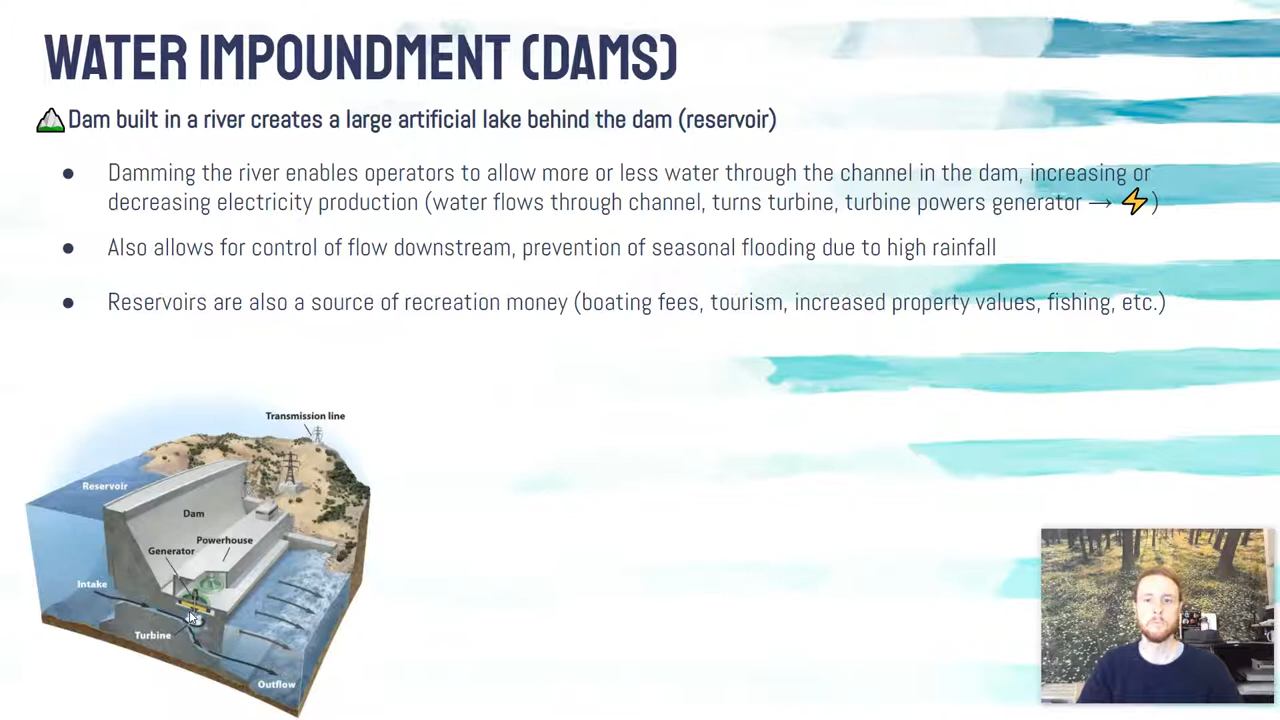 WATER IMPOUNDMENT (DAMS)
Dam built in a river creates a large artificial lake behind the dam (reservoir)
● Damming the river enables operators to allow more or less water through the channel in the dam, increasing or
decreasing electricity production (water flows through channel, turns turbine, turbine powers generator → ⚡)
● Also allows for control of flow downstream, prevention of seasonal flooding due to high rainfall
● Reservoirs are also a source of recreation money (boating fees, tourism, increased property values, fishing, etc.)
Transmission line
Reservoir
Dam
Powerhouse
Generator
Intake
Turbine
Outflow